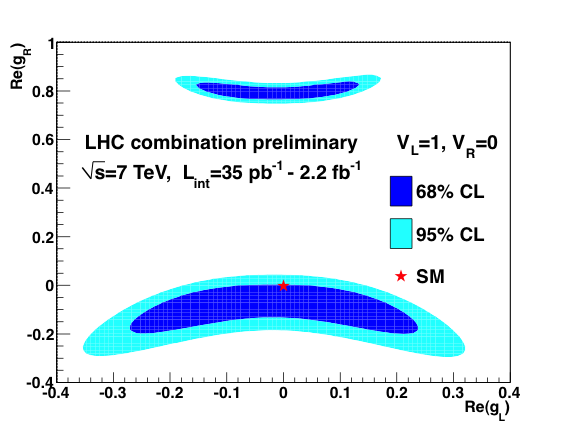 Re(g_R)
1
0.8
0.6
0.4
0.2
0
-0.2
-0.4
LHC combination preliminary
√s=7 TeV, L_int=35 pb^-1 - 2.2 fb^-1
V_L=1, V_R=0
68% CL
95% CL
SM
-0.4 -0.3 -0.2 -0.1 0 0.1 0.2 0.3 0.4
Re(g_L)